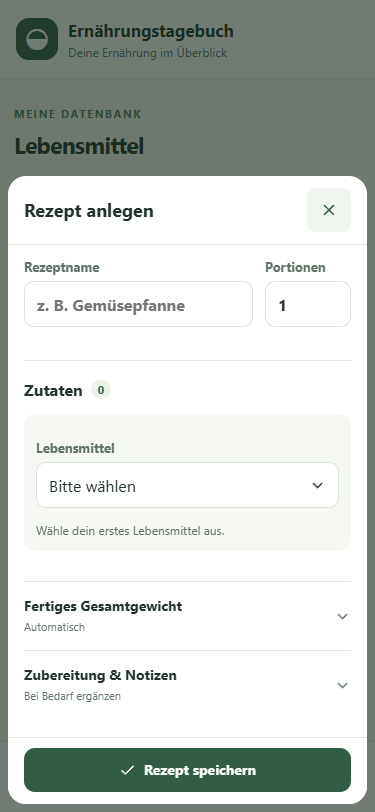 Ernährungstagebuch
Deine Ernährung im Überblick
MEINE DATENBANK
Lebensmittel
Rezept anlegen
Rezeptname
Portionen
z. B. Gemüsepfanne
1
Zutaten 0
Lebensmittel
Bitte wählen
Wähle dein erstes Lebensmittel aus.
Fertiges Gesamtgewicht
Automatisch
Zubereitung & Notizen
Bei Bedarf ergänzen
Rezept speichern